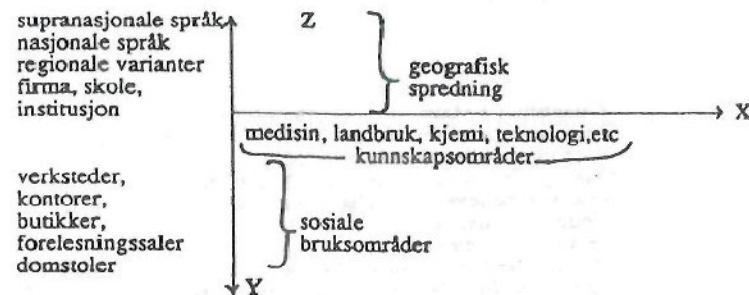 supranasjonale språk
Z
nasjonale språk
regionale varianter
firma, skole,
institusjon
geografisk
spredning
X
medisin, landbruk, kjemi, teknologi,etc
kunnskapsområder
verksteder,
kontorer,
butikker,
forelesningssaler
domstoler
sosiale
bruksområder
Y